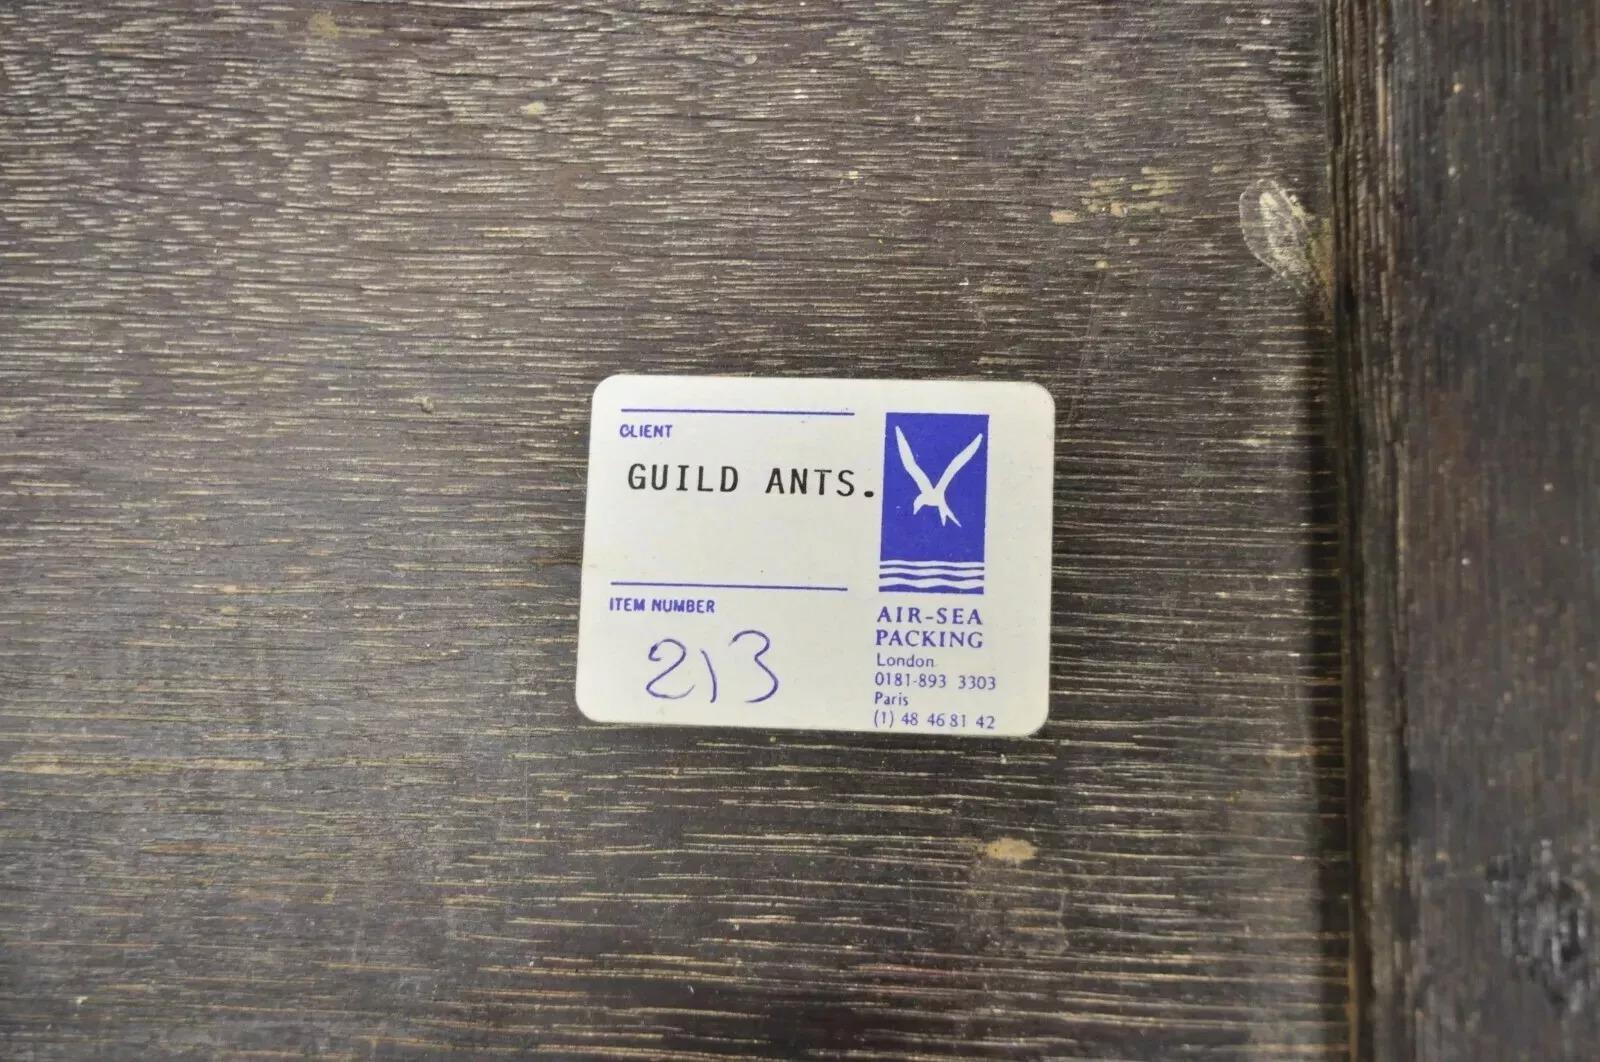 CLIENT
GUILD ANTS.
ITEM NUMBER
213
AIR-SEA
PACKING
London
0181-893 3303
Paris
(1) 48 46 81 42